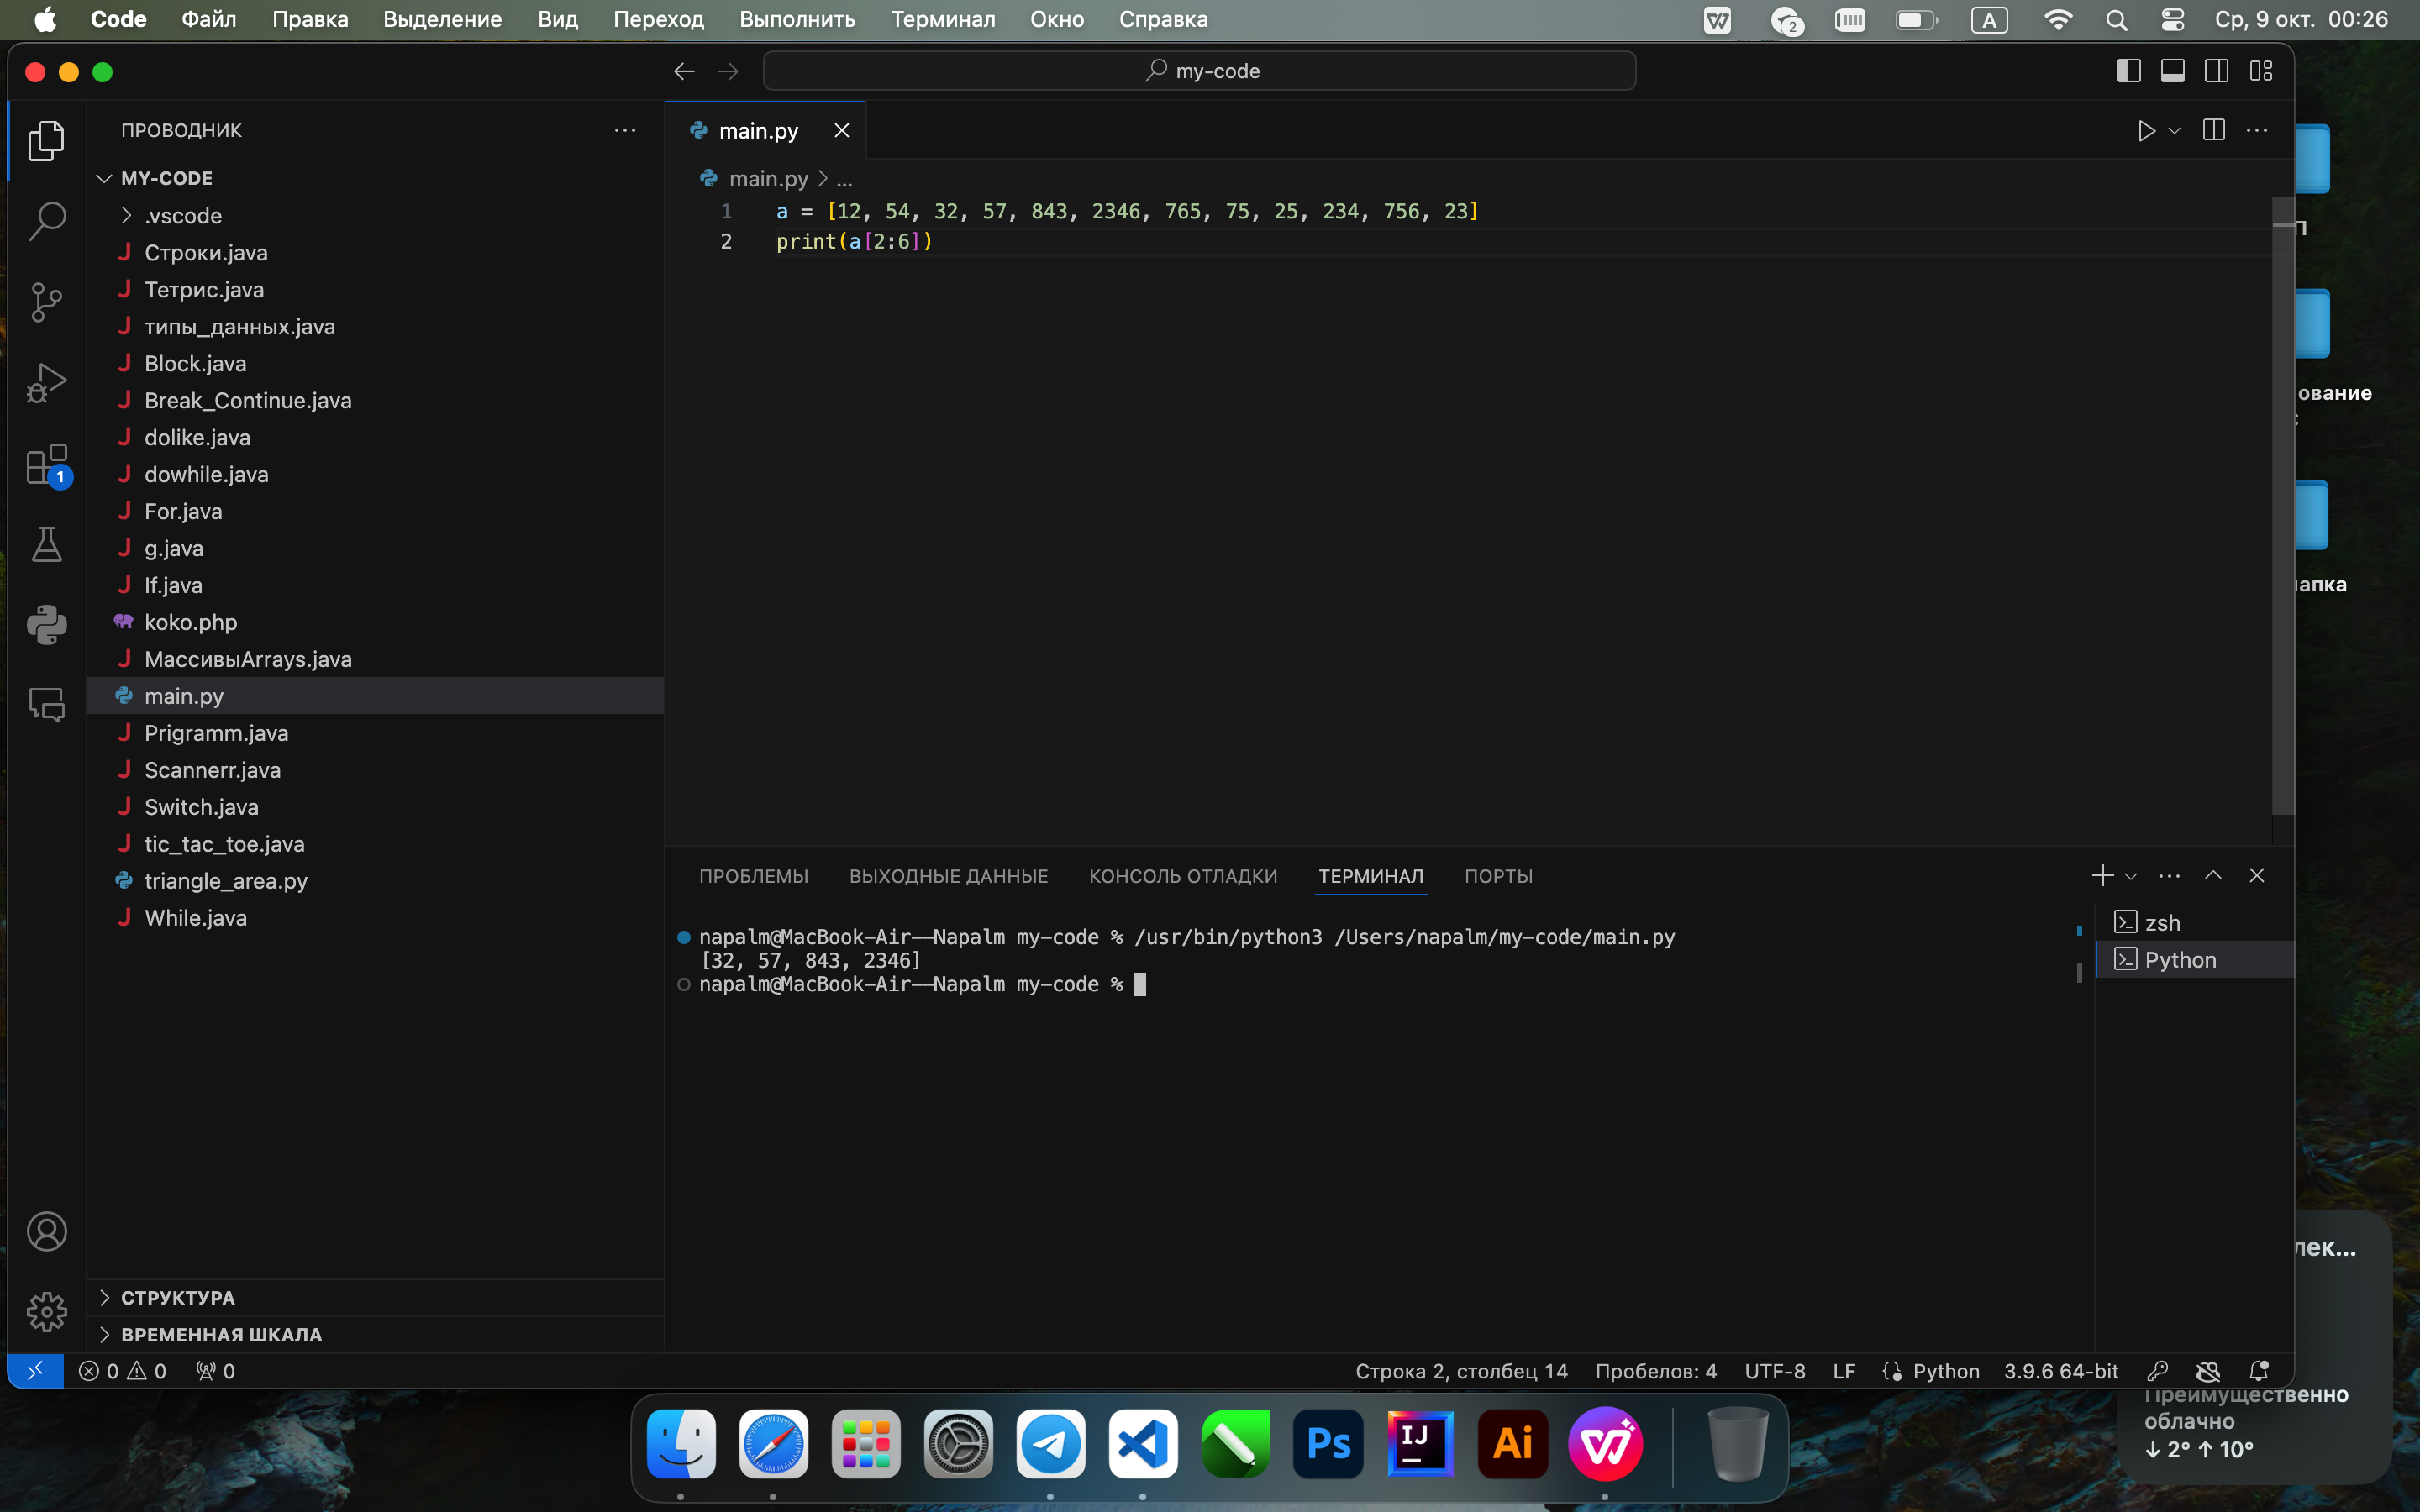 Code Файл Правка Выделение Вид Переход Выполнить Терминал Окно Справка 2 A Ср, 9 окт. 00:26
my-code
ПРОВОДНИК
MY-CODE
.vscode
Строки.java
Тетрис.java
типы_данных.java
Block.java
Break_Continue.java
dolike.java
dowhile.java
For.java
g.java
If.java
koko.php
МассивыArrays.java
main.py
Prigramm.java
Scannerr.java
Switch.java
tic_tac_toe.java
triangle_area.py
While.java
СТРУКТУРА
ВРЕМЕННАЯ ШКАЛА
1
main.py
main.py > ...
1 a = [12, 54, 32, 57, 843, 2346, 765, 75, 25, 234, 756, 23]
2 print(a[2:6])
ПРОБЛЕМЫ ВЫХОДНЫЕ ДАННЫЕ КОНСОЛЬ ОТЛАДКИ ТЕРМИНАЛ ПОРТЫ
napalm@MacBook-Air--Napalm my-code % /usr/bin/python3 /Users/napalm/my-code/main.py
[32, 57, 843, 2346]
napalm@MacBook-Air--Napalm my-code %
zsh
Python
0 0 0 Строка 2, столбец 14 Пробелов: 4 UTF-8 LF Python 3.9.6 64-bit
ование
апка
лек...
Преимущественно
облачно
↓ 2° ↑ 10°
Ps IJ Ai